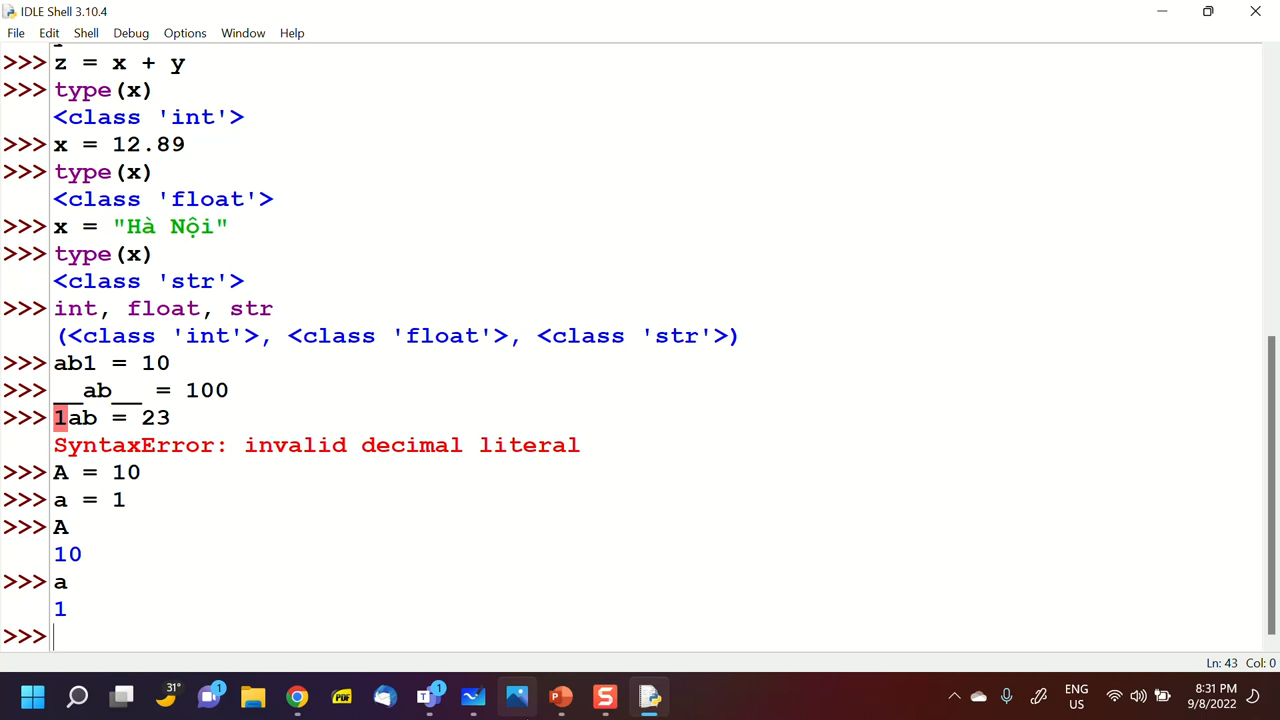 IDLE Shell 3.10.4
File Edit Shell Debug Options Window Help
>>> z = x + y
>>> type(x)
<class 'int'>
>>> x = 12.89
>>> type(x)
<class 'float'>
>>> x = "Hà Nội"
>>> type(x)
<class 'str'>
>>> int, float, str
(<class 'int'>, <class 'float'>, <class 'str'>)
>>> ab1 = 10
>>> __ab__ = 100
>>> 1ab = 23
SyntaxError: invalid decimal literal
>>> A = 10
>>> a = 1
>>> A
10
>>> a
1
>>>
Ln: 43 Col: 0
31° 1 PDF T 1 P S ENG 8:31 PM
US 9/8/2022